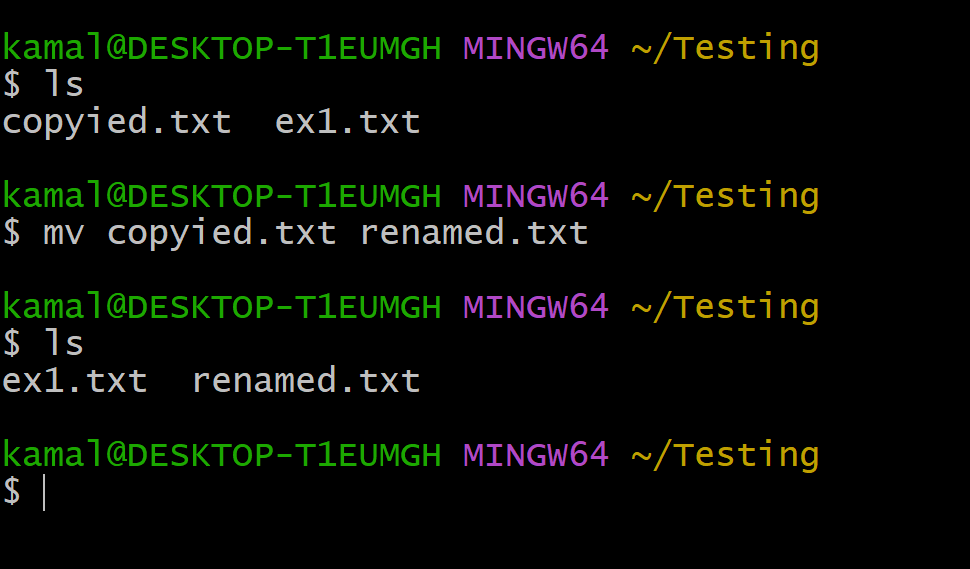 kamal@DESKTOP-T1EUMGH MINGW64 ~/Testing
$ ls
copyied.txt  ex1.txt
kamal@DESKTOP-T1EUMGH MINGW64 ~/Testing
$ mv copyied.txt renamed.txt
kamal@DESKTOP-T1EUMGH MINGW64 ~/Testing
$ ls
ex1.txt  renamed.txt
kamal@DESKTOP-T1EUMGH MINGW64 ~/Testing
$